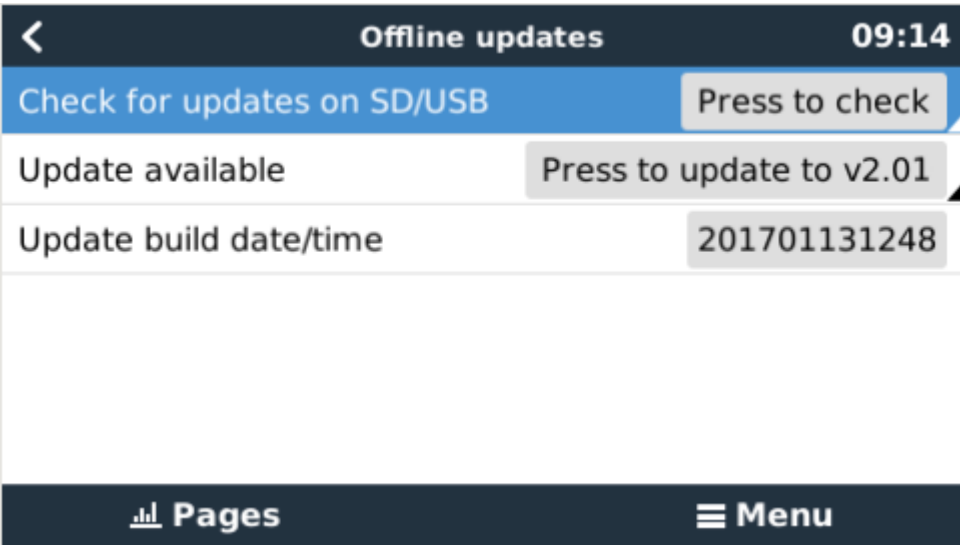 Offline updates 09:14
Check for updates on SD/USB Press to check
Update available Press to update to v2.01
Update build date/time 201701131248
Pages Menu